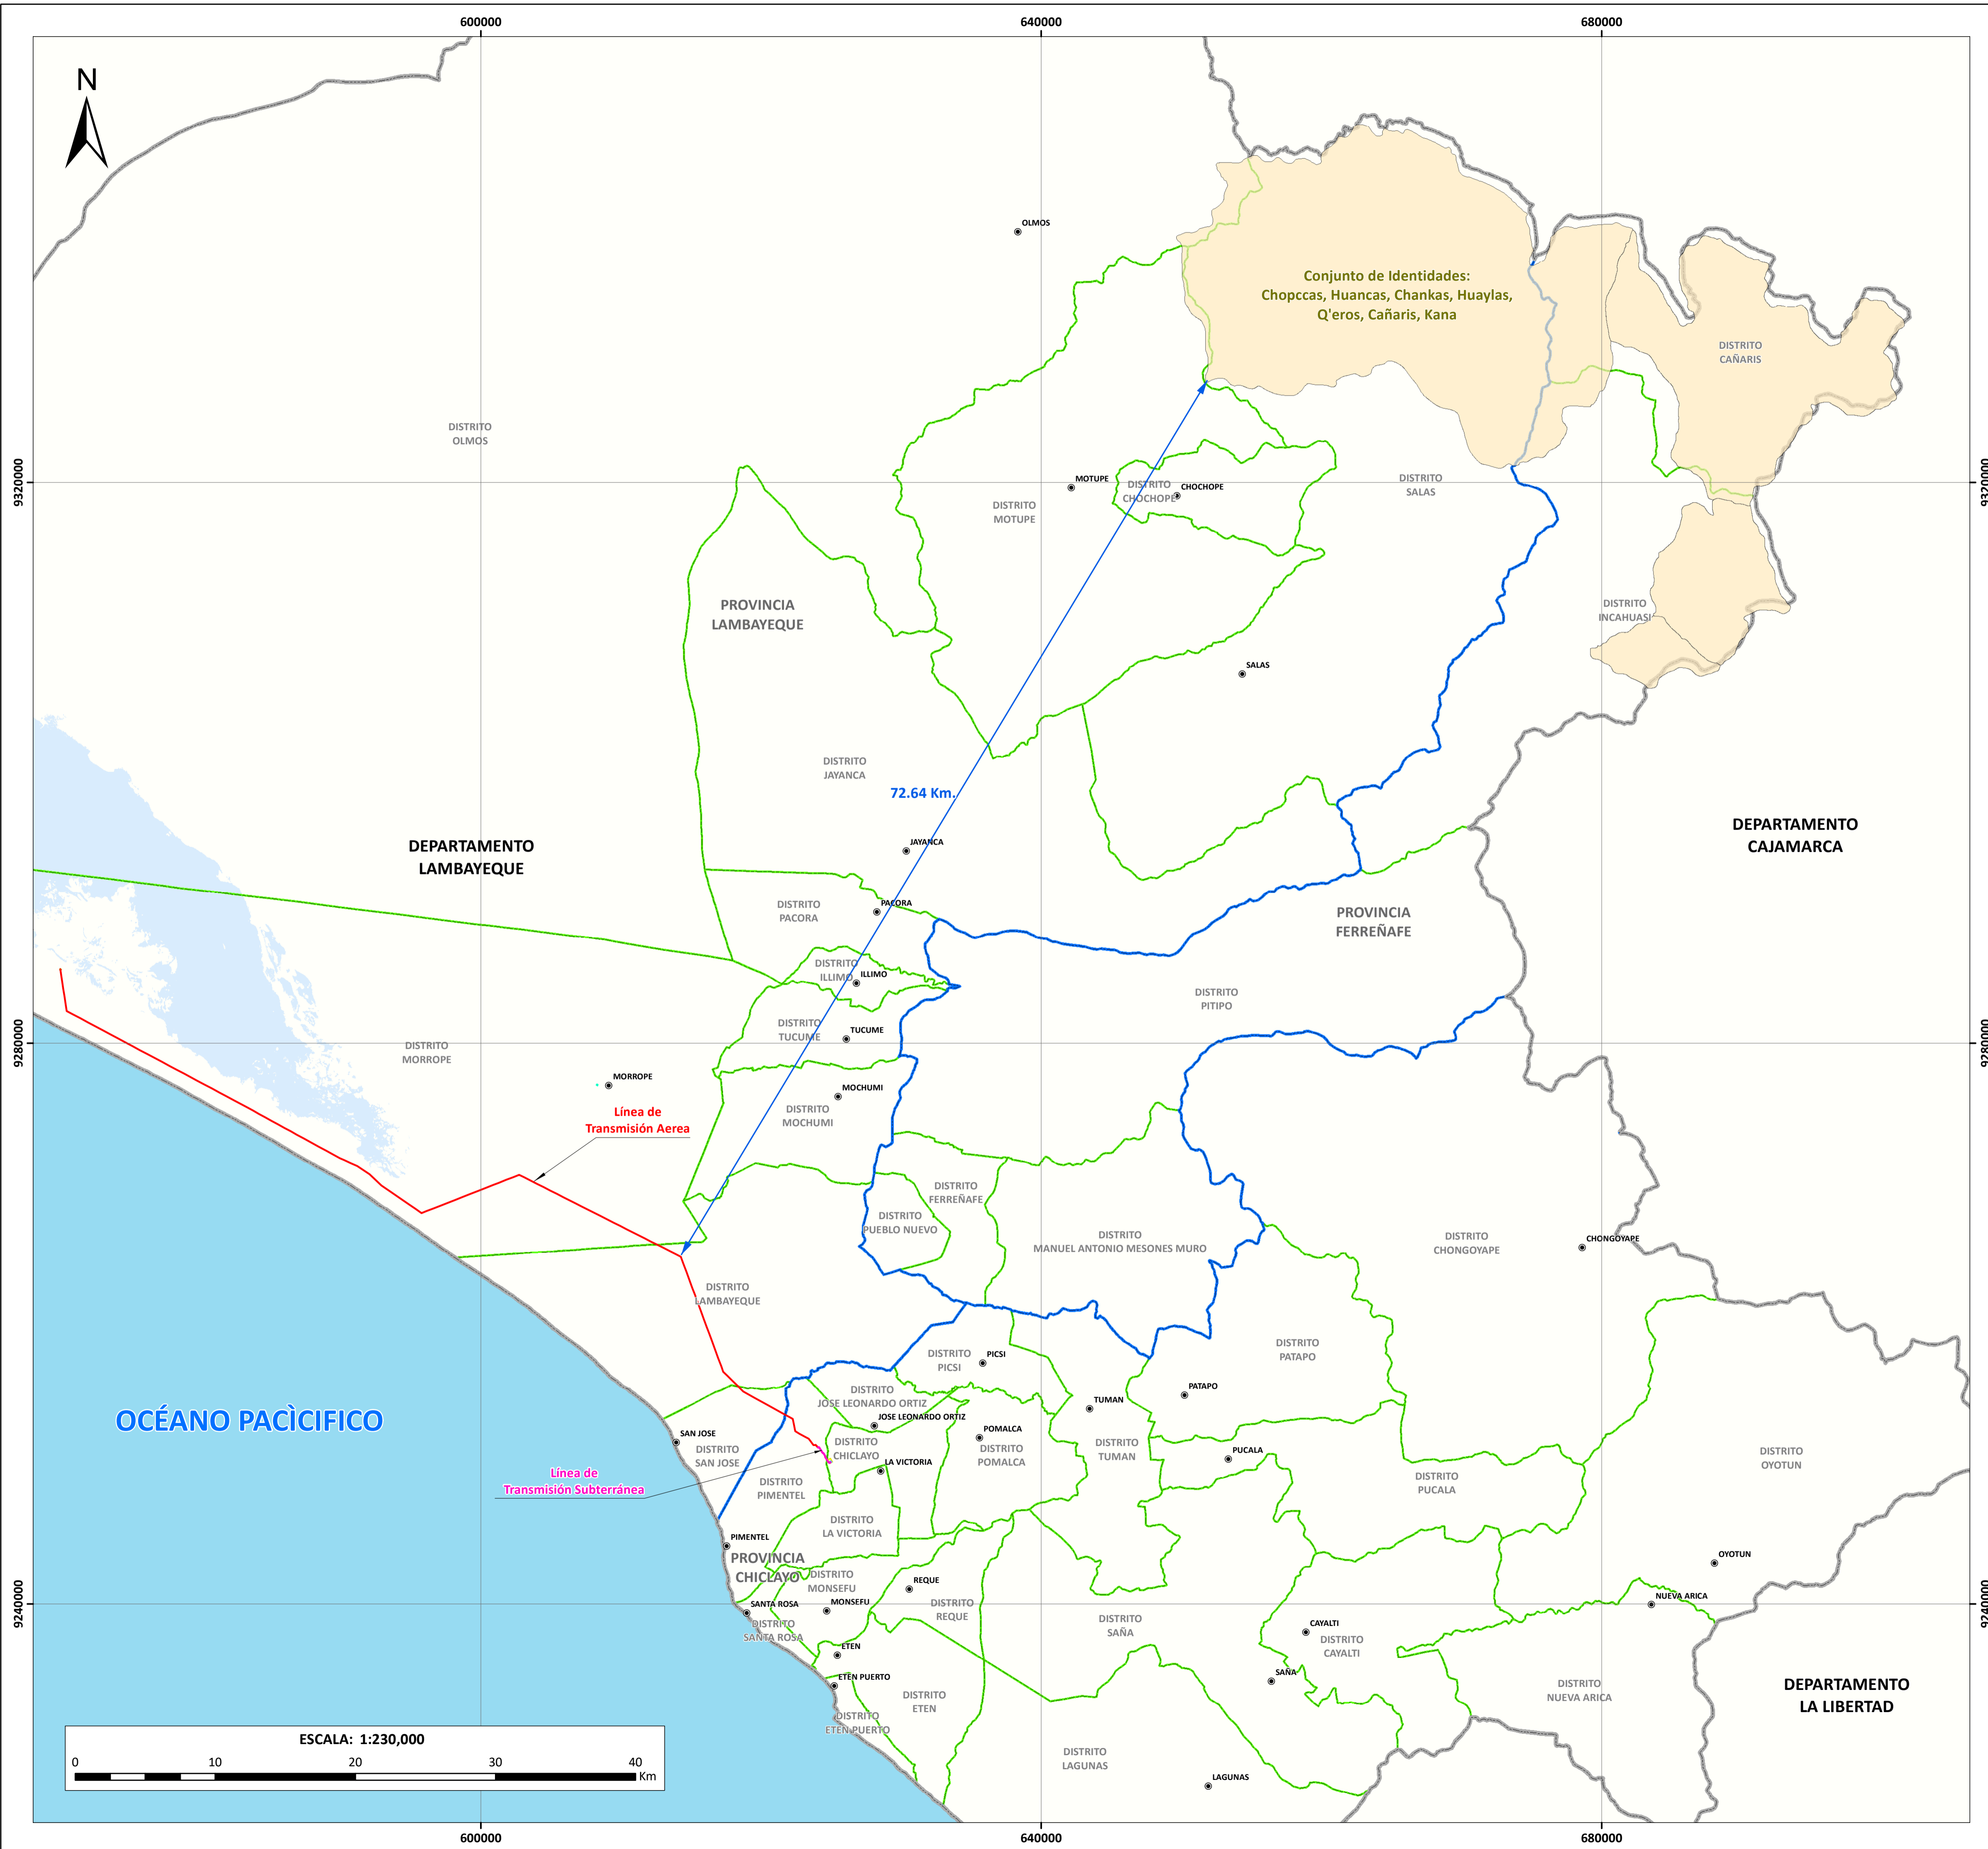 600000
640000
680000
N
OLMOS
Conjunto de Identidades:
Chopccas, Huancas, Chankas, Huaylas,
Q'eros, Cañaris, Kana
DISTRITO
CAÑARIS
DISTRITO
OLMOS
9320000
9320000
MOTUPE
DISTRITO
CHOCHOPE
CHOCHOPE
DISTRITO
SALAS
DISTRITO
MOTUPE
PROVINCIA
LAMBAYEQUE
DISTRITO
INCAHUASI
SALAS
DISTRITO
JAYANCA
72.64 Km.
DEPARTAMENTO
LAMBAYEQUE
JAYANCA
DEPARTAMENTO
CAJAMARCA
DISTRITO
PACORA
PACORA
PROVINCIA
FERREÑAFE
DISTRITO
ILLIMO
ILLIMO
DISTRITO
PITIPO
DISTRITO
TUCUME
TUCUME
9280000
9280000
DISTRITO
MORROPE
MORROPE
MOCHUMI
DISTRITO
MOCHUMI
Línea de
Transmisión Aerea
DISTRITO
FERREÑAFE
DISTRITO
PUEBLO NUEVO
DISTRITO
MANUEL ANTONIO MESONES MURO
DISTRITO
CHONGOYAPE
CHONGOYAPE
DISTRITO
LAMBAYEQUE
DISTRITO
PICSI
PICSI
DISTRITO
PATAPO
PATAPO
OCÉANO PACÌCIFICO
DISTRITO
JOSE LEONARDO ORTIZ
JOSE LEONARDO ORTIZ
TUMAN
POMALCA
DISTRITO
POMALCA
DISTRITO
TUMAN
SAN JOSE
DISTRITO
SAN JOSE
DISTRITO
CHICLAYO
LA VICTORIA
PUCALA
DISTRITO
PUCALA
DISTRITO
OYOTUN
Línea de
Transmisión Subterránea
DISTRITO
PIMENTEL
DISTRITO
LA VICTORIA
PIMENTEL
PROVINCIA
CHICLAYO
DISTRITO
MONSEFU
REQUE
OYOTUN
9240000
9240000
SANTA ROSA
DISTRITO
SANTA ROSA
MONSEFU
DISTRITO
REQUE
DISTRITO
SAÑA
NUEVA ARICA
CAYALTI
DISTRITO
CAYALTI
ETEN
ETEN PUERTO
SAÑA
DISTRITO
ETEN
DISTRITO
NUEVA ARICA
DEPARTAMENTO
LA LIBERTAD
DISTRITO
ETEN PUERTO
ESCALA: 1:230,000
0 10 20 30 40
Km
DISTRITO
LAGUNAS
LAGUNAS
600000
640000
680000